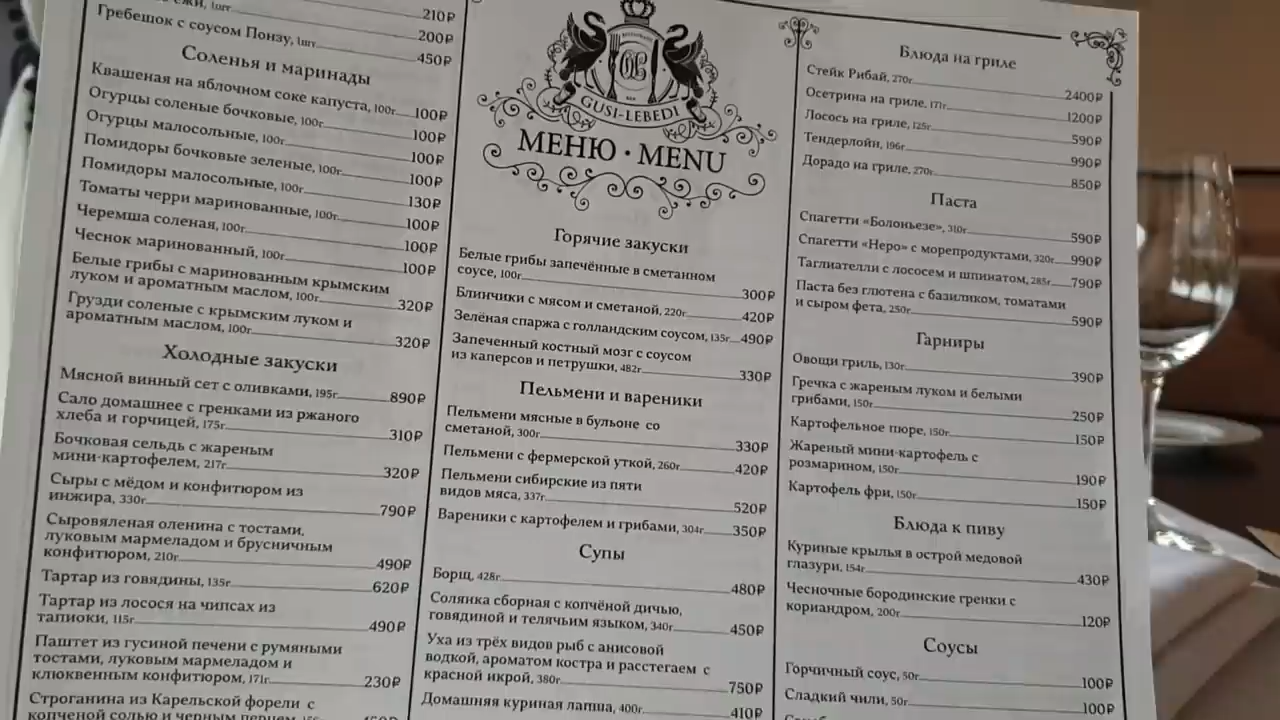 1шт 210₽
200₽
Гребешок с соусом Понзу, 1шт 450₽
Соленья и маринады
Квашеная на яблочном соке капуста, 100г 100₽
Огурцы соленые бочковые, 100г 100₽
Огурцы малосольные, 100г 100₽
Помидоры бочковые зеленые, 100г 100₽
Помидоры малосольные, 100г 130₽
Томаты черри маринованные, 100г 100₽
Черемша соленая, 100г 100₽
Чеснок маринованный, 100г 100₽
Белые грибы с маринованным крымским
луком и ароматным маслом, 100г 320₽
Грузди соленые с крымским луком и
ароматным маслом, 100г 320₽
Холодные закуски
Мясной винный сет с оливками, 195г 890₽
Сало домашнее с гренками из ржаного
хлеба и горчицей, 175г 310₽
Бочковая сельдь с жареным
мини-картофелем, 217г 320₽
Сыры с мёдом и конфитюром из
инжира, 330г 790₽
Сыровяленая оленина с тостами,
луковым мармеладом и брусничным
конфитюром, 210г 490₽
Тартар из говядины, 135г 620₽
Тартар из лосося на чипсах из
тапиоки, 115г 490₽
Паштет из гусиной печени с румяными
тостами, луковым мармеладом и
клюквенным конфитюром, 171г 230₽
Строганина из Карельской форели с
копченой солью и черным перцем,
GUSI-LEBEDI
МЕНЮ · MENU
Горячие закуски
Белые грибы запечённые в сметанном
соусе, 100г 300₽
Блинчики с мясом и сметаной, 220г 420₽
Зелёная спаржа с голландским соусом, 135г 490₽
Запеченный костный мозг с соусом
из каперсов и петрушки, 482г 330₽
Пельмени и вареники
Пельмени мясные в бульоне со
сметаной, 300г 330₽
Пельмени с фермерской уткой, 260г 420₽
Пельмени сибирские из пяти
видов мяса, 337г 520₽
Вареники с картофелем и грибами, 304г 350₽
Супы
Борщ, 428г 480₽
Солянка сборная с копчёной дичью,
говядиной и телячьим языком, 340г 450₽
Уха из трёх видов рыб с анисовой
водкой, ароматом костра и расстегаем с
красной икрой, 380г 750₽
Домашняя куриная лапша, 400г 410₽
Блюда на гриле
Стейк Рибай, 270г 2400₽
Осетрина на гриле, 171г 1200₽
Лосось на гриле, 125г 590₽
Тендерлойн, 196г 990₽
Дорадо на гриле, 270г 850₽
Паста
Спагетти «Болоньезе», 310г 590₽
Спагетти «Неро» с морепродуктами, 320г 990₽
Таглиателли с лососем и шпинатом, 285г 790₽
Паста без глютена с базиликом, томатами
и сыром фета, 250г 590₽
Гарниры
Овощи гриль, 130г 390₽
Гречка с жареным луком и белыми
грибами, 150г 250₽
Картофельное пюре, 150г 150₽
Жареный мини-картофель с
розмарином, 150г 190₽
Картофель фри, 150г 150₽
Блюда к пиву
Куриные крылья в острой медовой
глазури, 154г 430₽
Чесночные бородинские гренки с
кориандром, 200г 120₽
Соусы
Горчичный соус, 50г 100₽
Сладкий чили, 50г 100₽